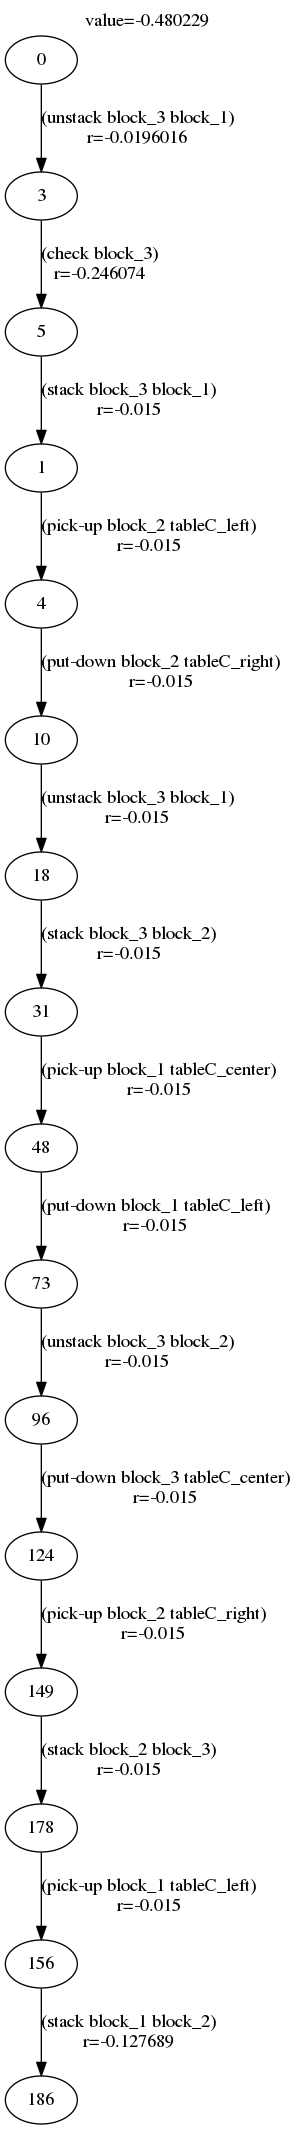 value=-0.480229
0
(unstack block_3 block_1)
r=-0.0196016
3
(check block_3)
r=-0.246074
5
(stack block_3 block_1)
r=-0.015
1
(pick-up block_2 tableC_left)
r=-0.015
4
(put-down block_2 tableC_right)
r=-0.015
10
(unstack block_3 block_1)
r=-0.015
18
(stack block_3 block_2)
r=-0.015
31
(pick-up block_1 tableC_center)
r=-0.015
48
(put-down block_1 tableC_left)
r=-0.015
73
(unstack block_3 block_2)
r=-0.015
96
(put-down block_3 tableC_center)
r=-0.015
124
(pick-up block_2 tableC_right)
r=-0.015
149
(stack block_2 block_3)
r=-0.015
178
(pick-up block_1 tableC_left)
r=-0.015
156
(stack block_1 block_2)
r=-0.127689
186